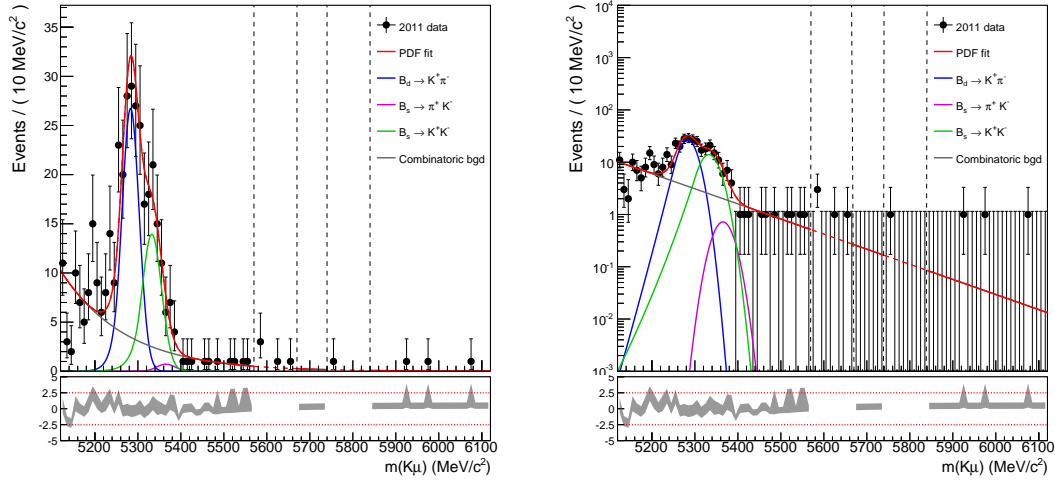 Events / ( 10 MeV/c²)
35
30
25
20
15
10
5
0
2011 data
PDF fit
B_d → K⁺π⁻
B_s → π⁺ K⁻
B_s → K⁺K⁻
Combinatoric bgd
5
2.5
0
-2.5
-5
5200 5300 5400 5500 5600 5700 5800 5900 6000 6100
m(Kμ) (MeV/c²)
Events / ( 10 MeV/c²)
10⁴
10³
10²
10
1
10⁻¹
10⁻²
10⁻³
2011 data
PDF fit
B_d → K⁺π⁻
B_s → π⁺ K⁻
B_s → K⁺K⁻
Combinatoric bgd
5
2.5
0
-2.5
-5
5200 5300 5400 5500 5600 5700 5800 5900 6000 6100
m(Kμ) (MeV/c²)